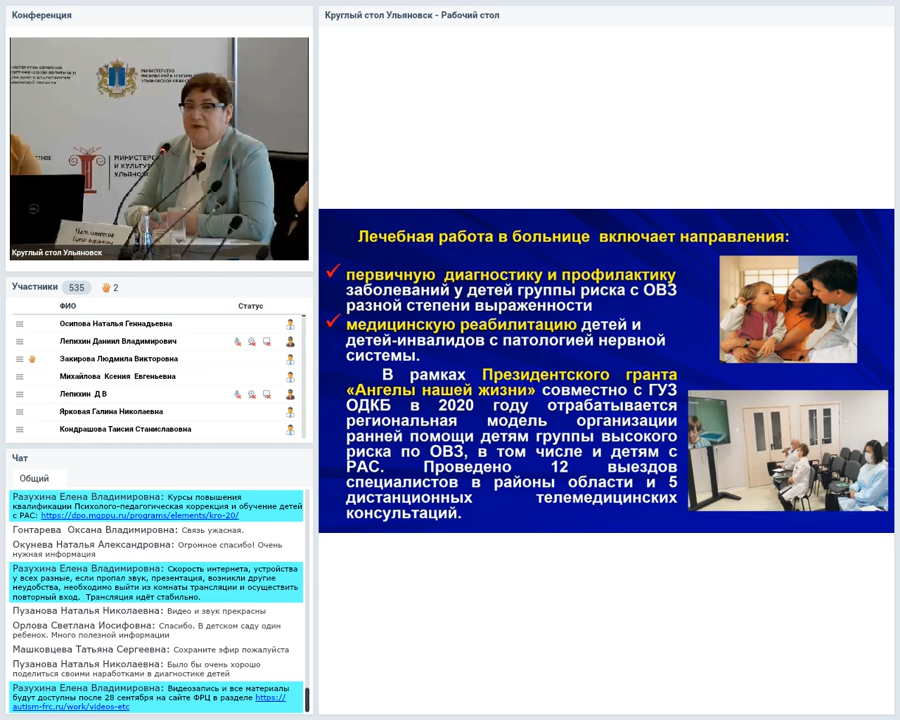 Конференция
МИНИСТЕРСТВО
И КУЛЬТУР
УЛЬЯНОВС
Круглый стол Ульяновск
Участники 535 2
ФИО Статус
Осипова Наталья Геннадьевна
Лепихин Даниил Владимирович
Закирова Людмила Викторовна
Михайлова Ксения Евгеньевна
Лепихин Д В
Ярковая Галина Николаевна
Кондрашова Таисия Станиславовна
Чат
Общий
Разухина Елена Владимировна: Курсы повышения
квалификации Психолого-педагогическая коррекция и обучение детей
с РАС: https://dpo.mgppu.ru/programs/elements/kro-20/
Гонтарева Оксана Владимировна: Связь ужасная.
Окунева Наталья Александровна: Огромное спасибо! Очень
нужная информация
Разухина Елена Владимировна: Скорость интернета, устройства
у всех разные, если пропал звук, презентация, возникли другие
неудобства, необходимо выйти из комнаты трансляции и осуществить
повторный вход. Трансляция идёт стабильно.
Пузанова Наталья Николаевна: Видео и звук прекрасны
Орлова Светлана Иосифовна: Спасибо. В детском саду один
ребенок. Много полезной информации
Машковцева Татьяна Сергеевна: Сохраните эфир пожалуйста
Пузанова Наталья Николаевна: Было бы очень хорошо
поделиться своими наработками в диагностике детей
Разухина Елена Владимировна: Видеозапись и все материалы
будут доступны после 28 сентября на сайте ФРЦ в разделе https://
autism-frc.ru/work/videos-etc
Круглый стол Ульяновск - Рабочий стол
Лечебная работа в больнице включает направления:
первичную диагностику и профилактику
заболеваний у детей группы риска с ОВЗ
разной степени выраженности
медицинскую реабилитацию детей и
детей-инвалидов с патологией нервной
системы.
В рамках Президентского гранта
«Ангелы нашей жизни» совместно с ГУЗ
ОДКБ в 2020 году отрабатывается
региональная модель организации
ранней помощи детям группы высокого
риска по ОВЗ, в том числе и детям с
РАС. Проведено 12 выездов
специалистов в районы области и 5
дистанционных телемедицинских
консультаций.